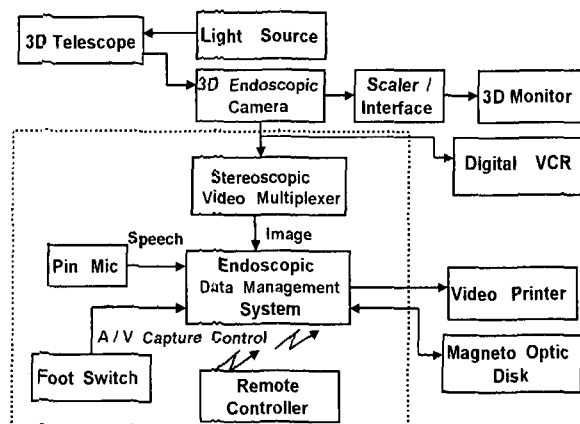 3D Telescope
Light Source
3D Endoscopic
Camera
Scaler /
Interface
3D Monitor
Digital VCR
Stereoscopic
Video Multiplexer
Speech
Image
Pin Mic
Endoscopic
Data Management
System
Video Printer
A / V Capture Control
Foot Switch
Remote
Controller
Magneto Optic
Disk